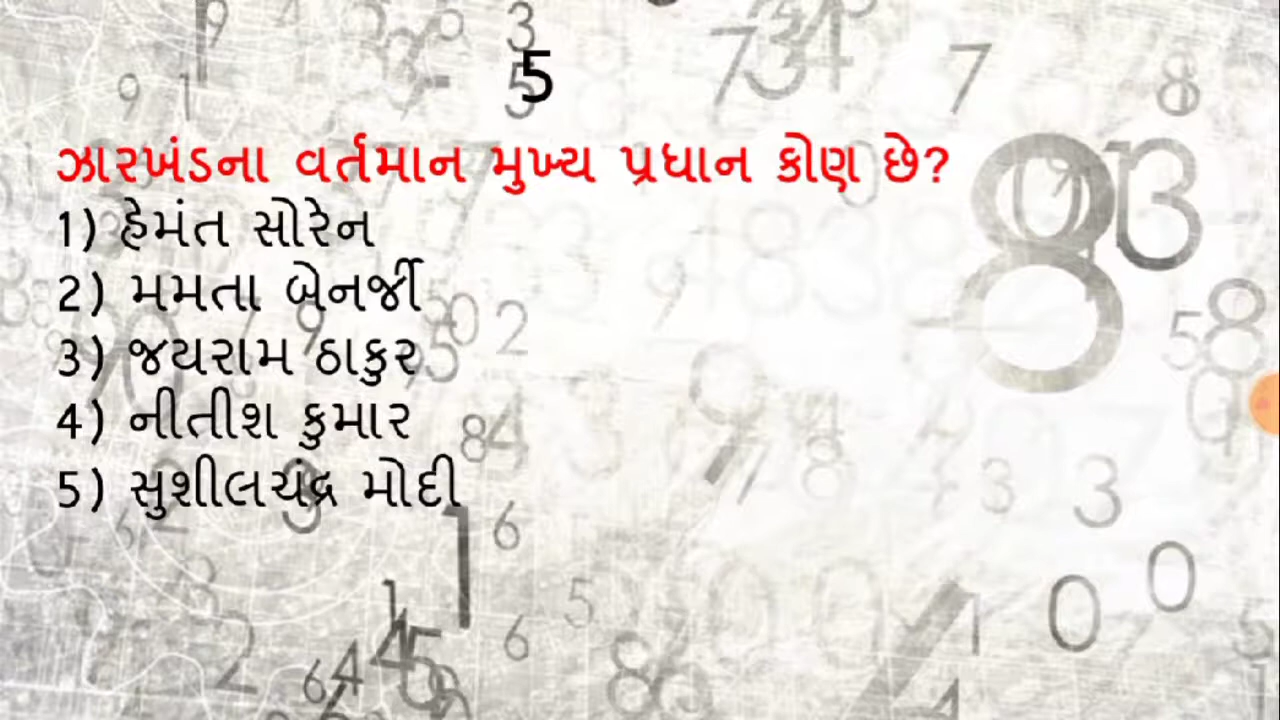 5
ઝારખંડના વર્તમાન મુખ્ય પ્રધાન કોણ છે?
1) હેમંત સોરેન
2) મમતા બેનર્જી
3) જયરામ ઠાકુર
4) નીતીશ કુમાર
5) સુશીલચંદ્ર મોદી